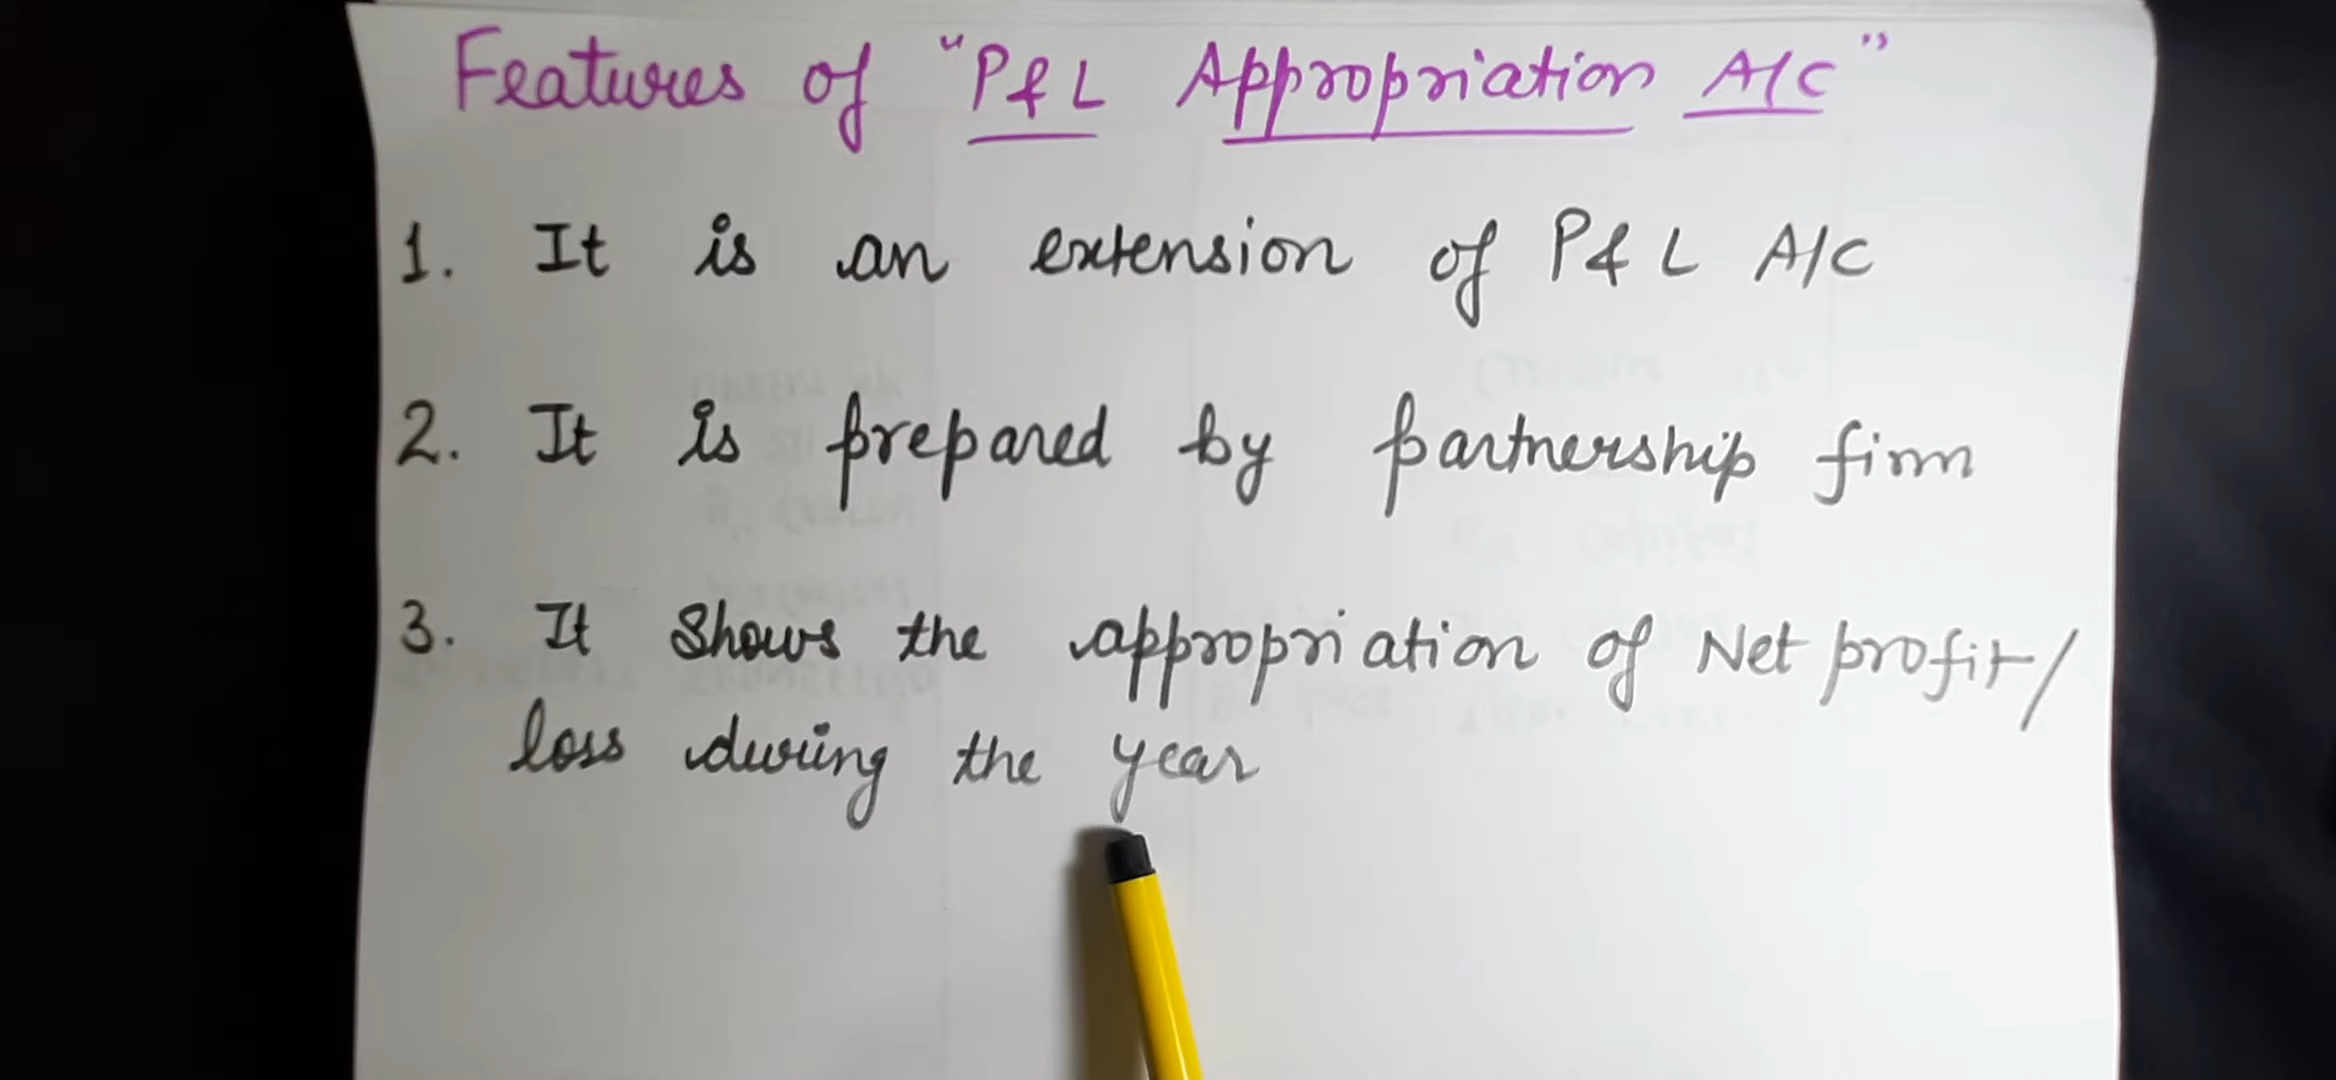 Features of "P & L Appropriation A/C"
1. It is an extension of P & L A/C
2. It is prepared by partnership firm
3. It shows the appropriation of Net profit/
loss during the year